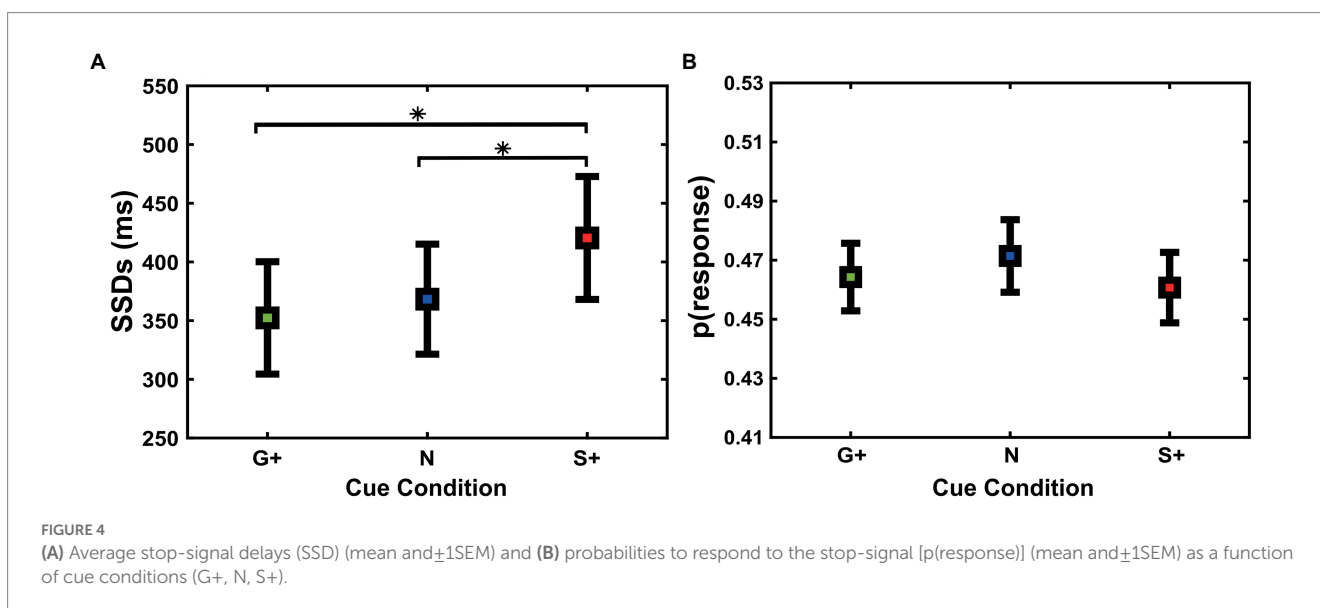 A
550
500
450
400
350
300
250
SSDs (ms)
*
*
G+ N S+
Cue Condition
B
0.53
0.51
0.49
0.47
0.45
0.43
0.41
p(response)
G+ N S+
Cue Condition
FIGURE 4
(A) Average stop-signal delays (SSD) (mean and±1SEM) and (B) probabilities to respond to the stop-signal [p(response)] (mean and±1SEM) as a function
of cue conditions (G+, N, S+).